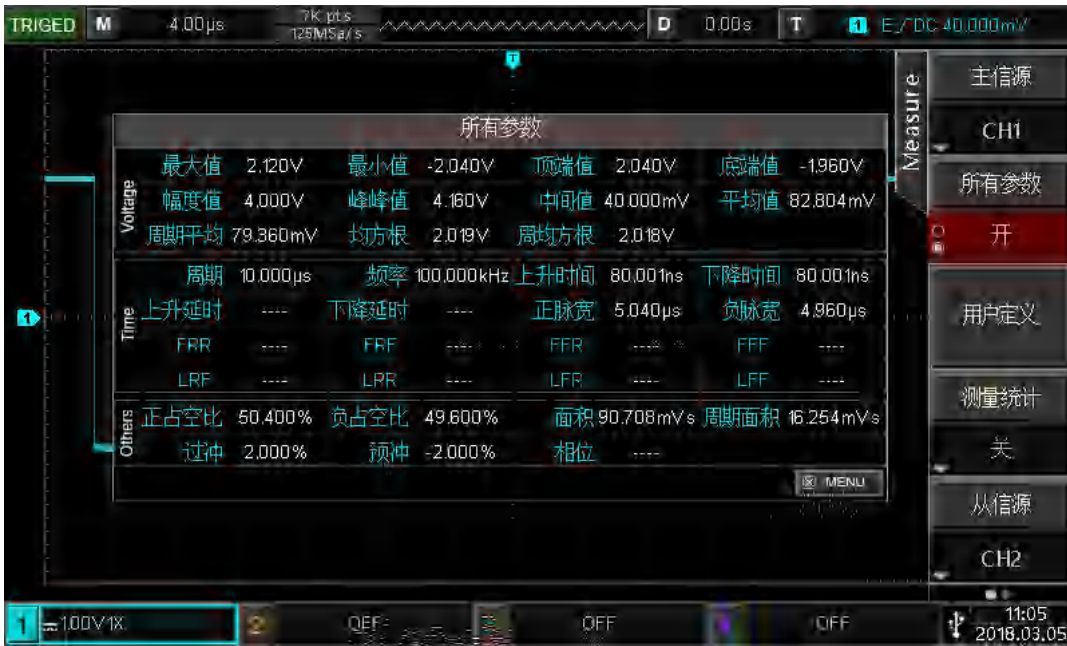 TRIGED M 4.00μs 7K pts 125MSa/s D 0.00s T 1 DC 40.000mV
T
Measure
主信源
CH1
所有参数
开
用户定义
测量统计
关
从信源
CH2
所有参数
Voltage
最大值 2.120V 最小值 -2.040V 顶端值 2.040V 底端值 -1.960V
幅度值 4.000V 峰峰值 4.160V 中间值 40.000mV 平均值 82.804mV
周期平均 79.360mV 均方根 2.019V 周均方根 2.018V
Time
周期 10.000μs 频率 100.000kHz 上升时间 80.001ns 下降时间 80.001ns
上升延时 ---- 下降延时 ---- 正脉宽 5.040μs 负脉宽 4.960μs
FRR ---- FRF ---- FFR ---- FFF ----
LRF ---- LRR ---- LFR ---- LFF ----
Others
正占空比 50.400% 负占空比 49.600% 面积 90.708mVs 周期面积 16.254mVs
过冲 2.000% 预冲 -2.000% 相位 ----
MENU
1
1 1.00V 1X 2 OFF OFF OFF
11:05
2018.03.05